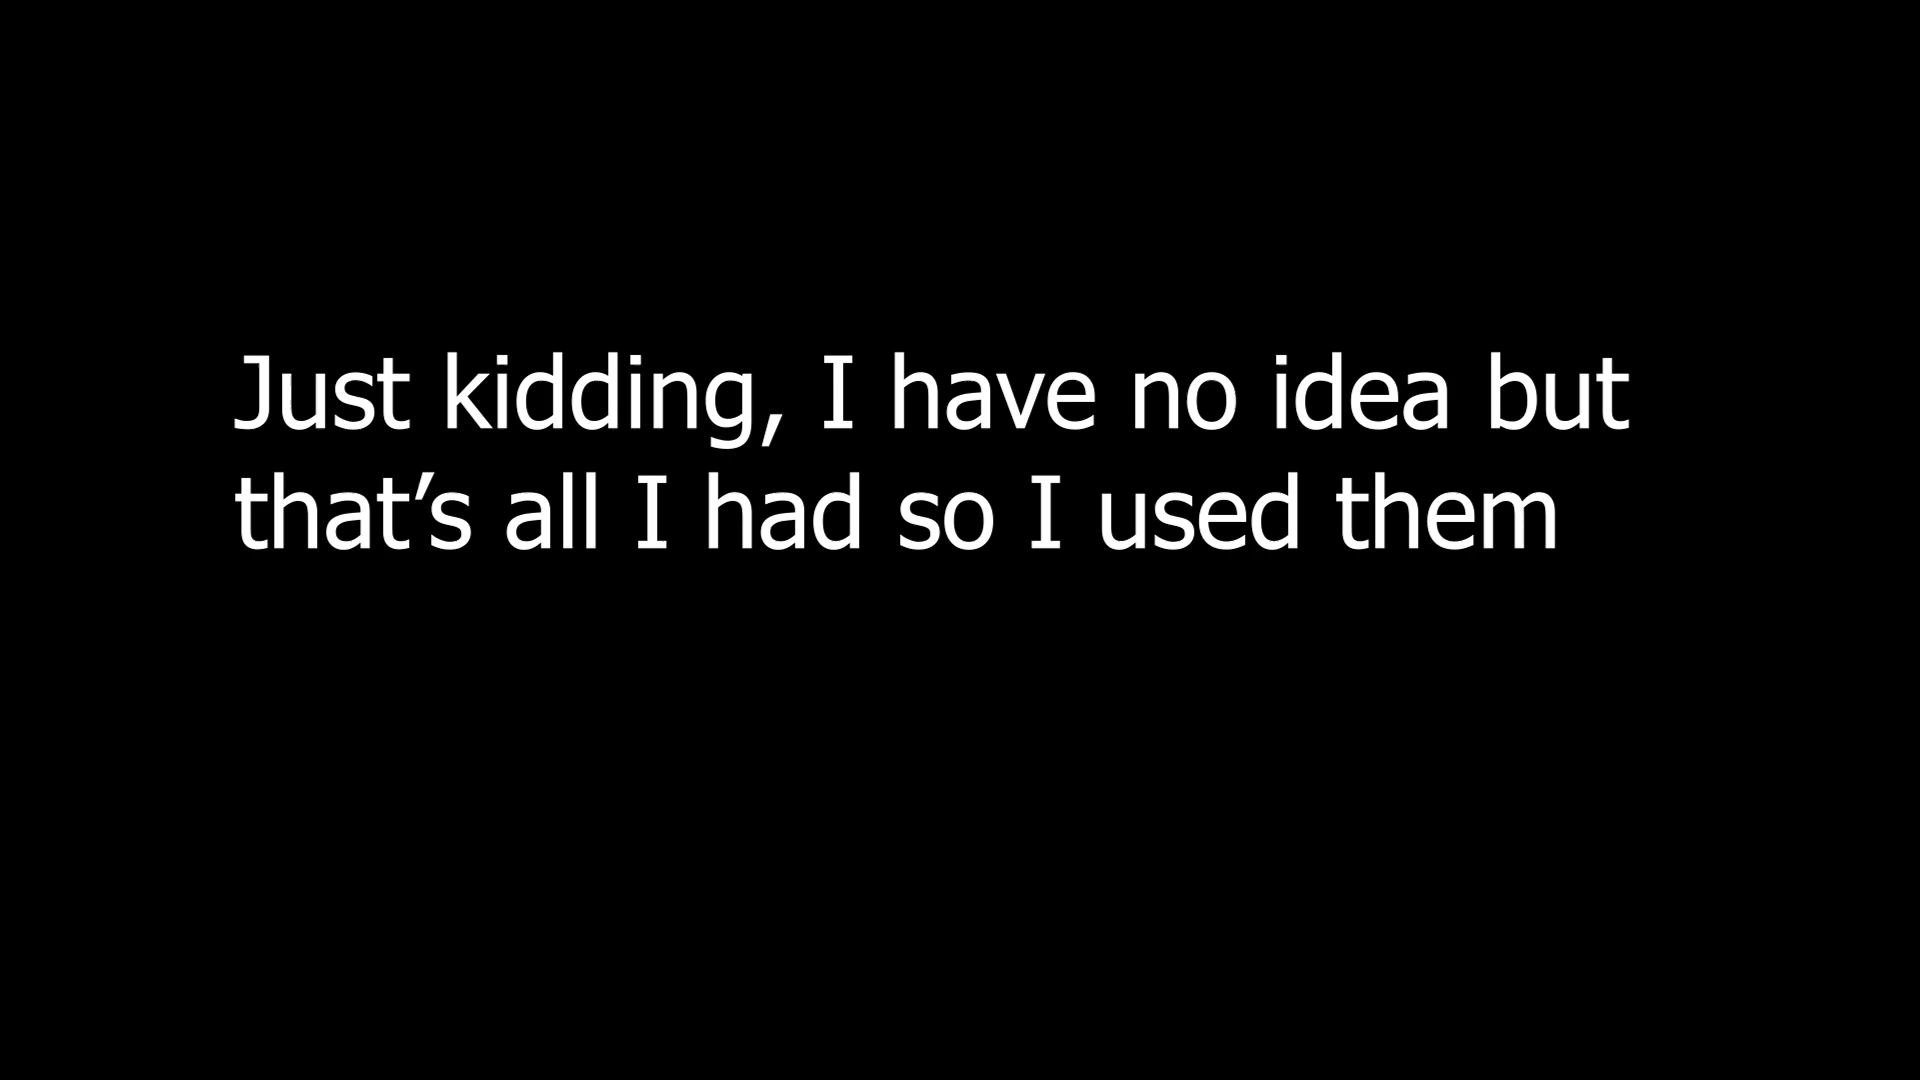 Just kidding, I have no idea but
that’s all I had so I used them